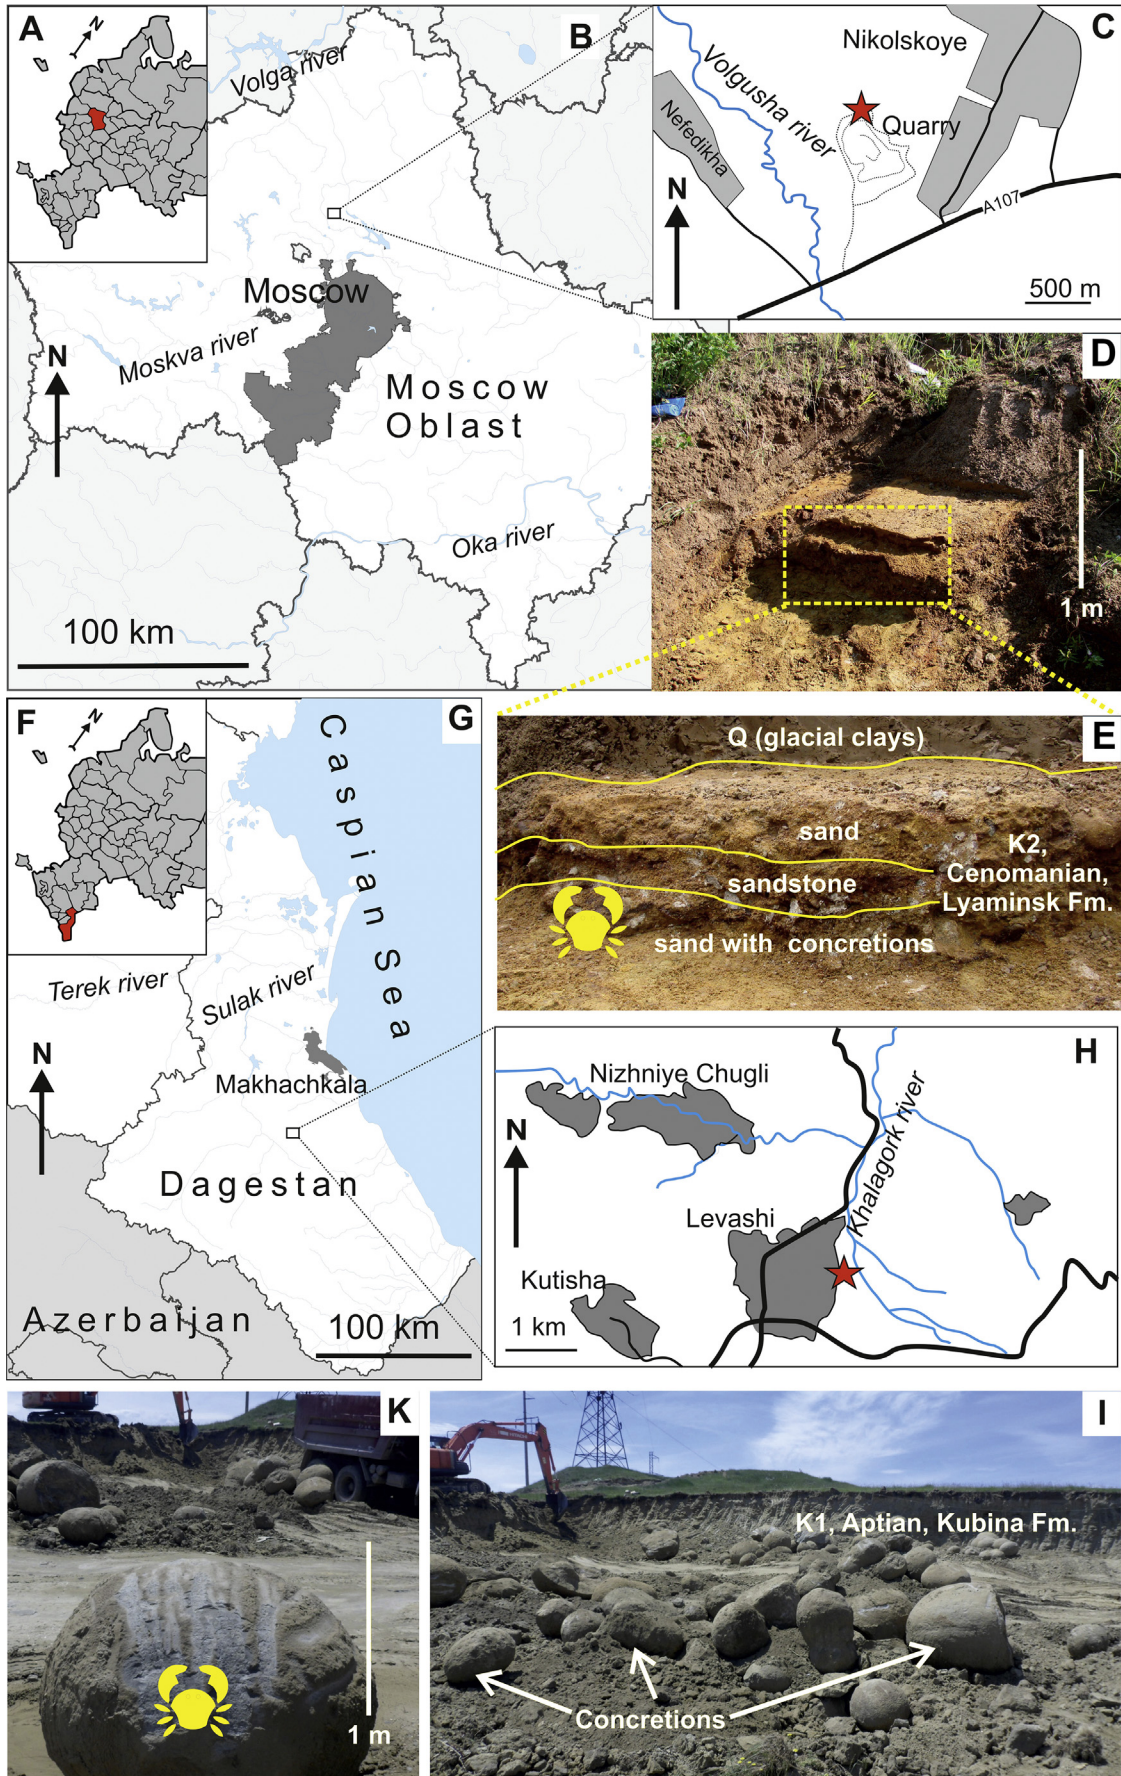 A
N
B
Volga river
Moscow
Moskva river
N
Moscow
Oblast
Oka river
100 km
C
Nikolskoye
Volgusha river
Nefedikha
Quarry
N
A107
500 m
D
1 m
E
Q (glacial clays)
sand
sandstone
K2,
Cenomanian,
Lyaminsk Fm.
sand with concretions
F
N
G
Caspian Sea
Terek river
Sulak river
N
Makhachkala
Dagestan
Azerbaijan
100 km
H
Nizhniye Chugli
N
Khalagork river
Levashi
Kutisha
1 km
K
1 m
I
K1, Aptian, Kubina Fm.
Concretions